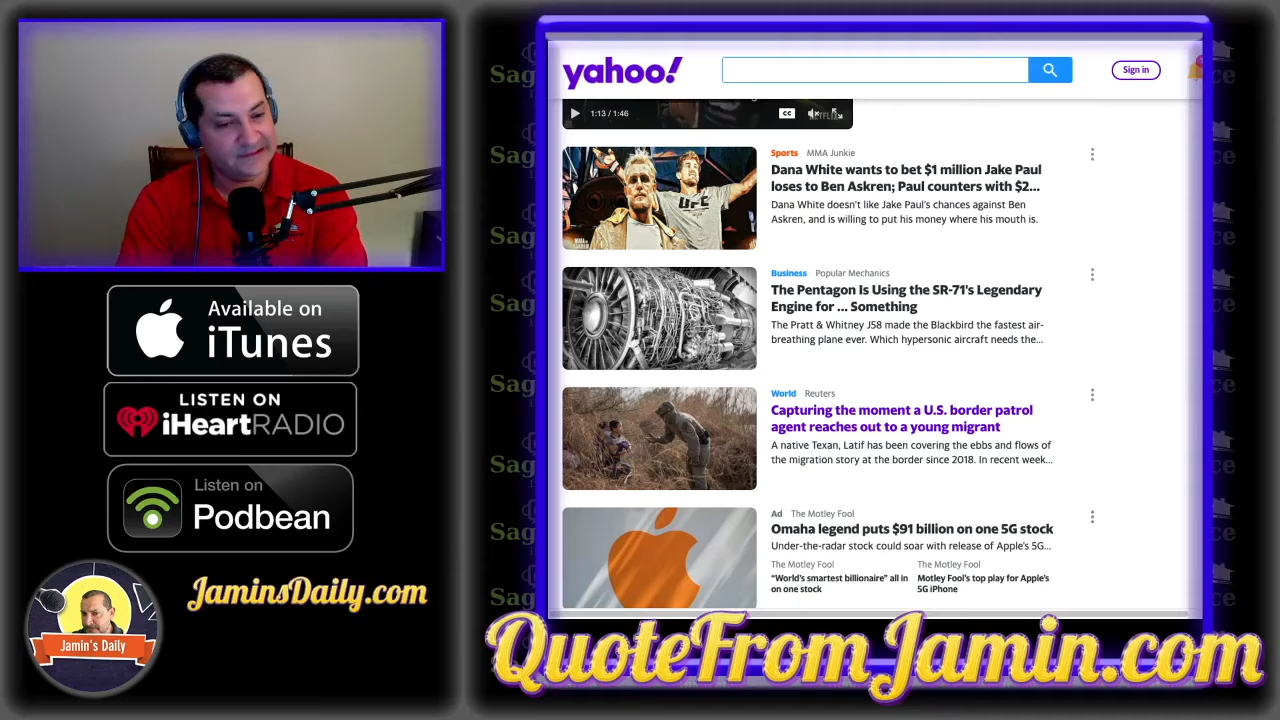 Available on
iTunes
LISTEN ON
iHeartRADIO
Listen on
Podbean
Jamin's Daily
JaminsDaily.com
yahoo!
Sign in
1:13 / 1:46
CC
NETFLIX
Sports MMA Junkie
Dana White wants to bet $1 million Jake Paul
loses to Ben Askren; Paul counters with $2...
Dana White doesn't like Jake Paul's chances against Ben
Askren, and is willing to put his money where his mouth is.
UFC
Business Popular Mechanics
The Pentagon Is Using the SR-71's Legendary
Engine for ... Something
The Pratt & Whitney J58 made the Blackbird the fastest air-
breathing plane ever. Which hypersonic aircraft needs the...
World Reuters
Capturing the moment a U.S. border patrol
agent reaches out to a young migrant
A native Texan, Latif has been covering the ebbs and flows of
the migration story at the border since 2018. In recent week...
Ad The Motley Fool
Omaha legend puts $91 billion on one 5G stock
Under-the-radar stock could soar with release of Apple's 5G...
The Motley Fool
"World's smartest billionaire" all in
on one stock
The Motley Fool
Motley Fool's top play for Apple's
5G iPhone
QuoteFromJamin.com